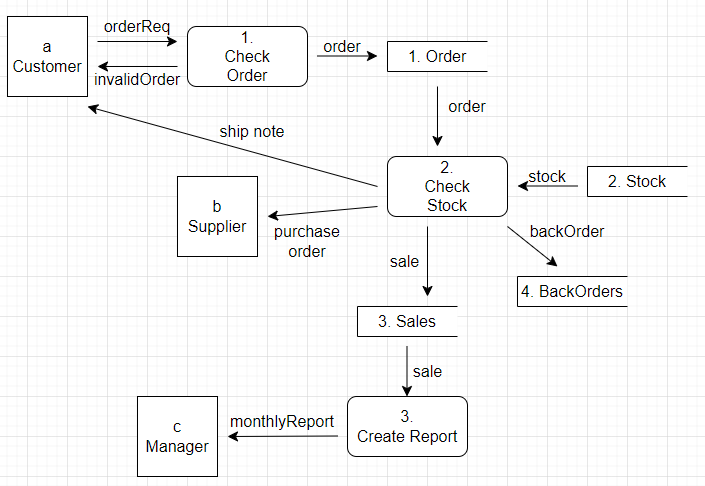 a
Customer
orderReq
invalidOrder
1.
Check
Order
order
1. Order
order
ship note
2.
Check
Stock
stock
2. Stock
b
Supplier
purchase
order
backOrder
sale
4. BackOrders
3. Sales
sale
c
Manager
monthlyReport
3.
Create Report